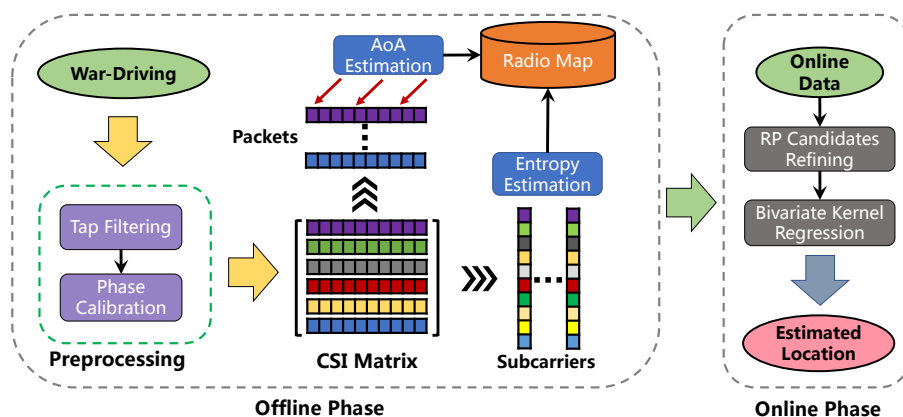 War-Driving
Tap Filtering
Phase
Calibration
Preprocessing
AoA
Estimation
Radio Map
Packets
Entropy
Estimation
CSI Matrix
Subcarriers
Offline Phase
Online
Data
RP Candidates
Refining
Bivariate Kernel
Regression
Estimated
Location
Online Phase